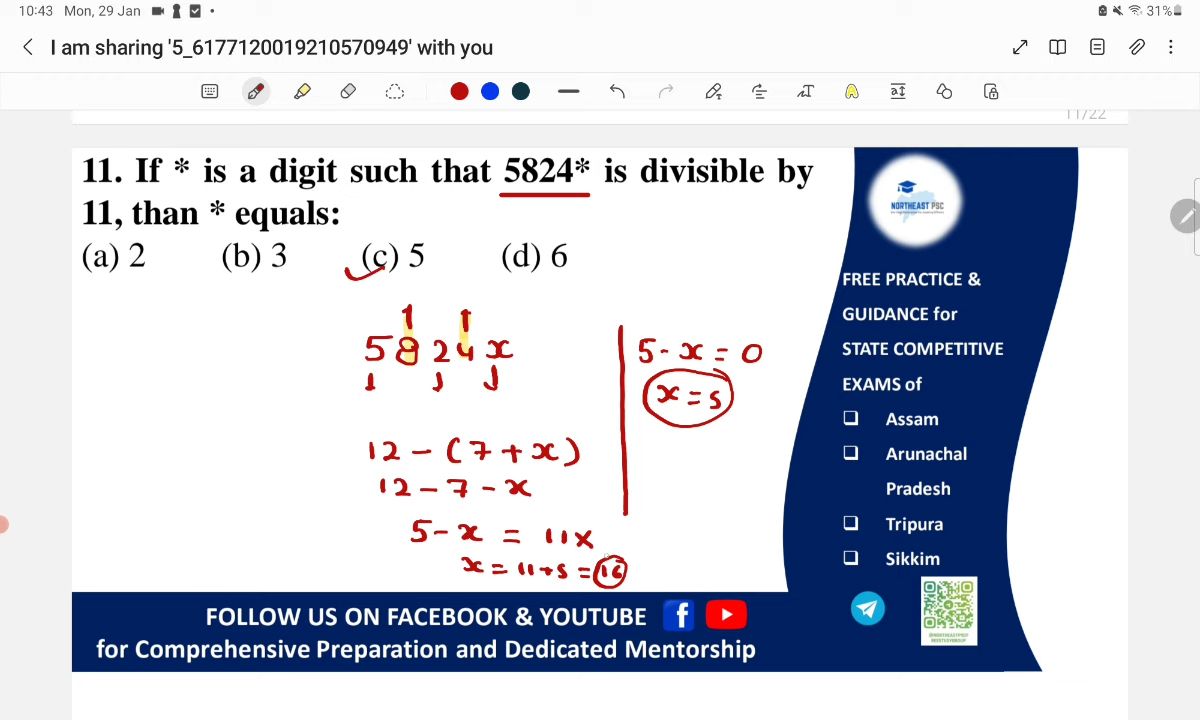 10:43 Mon, 29 Jan
31%
I am sharing '5_6177120019210570949' with you
11/22
11. If * is a digit such that 5824* is divisible by
11, than * equals:
(a) 2 (b) 3 (c) 5 (d) 6
5 8 2 4 x
12 - (7 + x)
12 - 7 - x
5 - x = 11x
x = 11 + 5 = 16
5 - x = 0
x = 5
NORTHEAST PSC
FREE PRACTICE &
GUIDANCE for
STATE COMPETITIVE
EXAMS of
Assam
Arunachal
Pradesh
Tripura
Sikkim
FOLLOW US ON FACEBOOK & YOUTUBE
for Comprehensive Preparation and Dedicated Mentorship